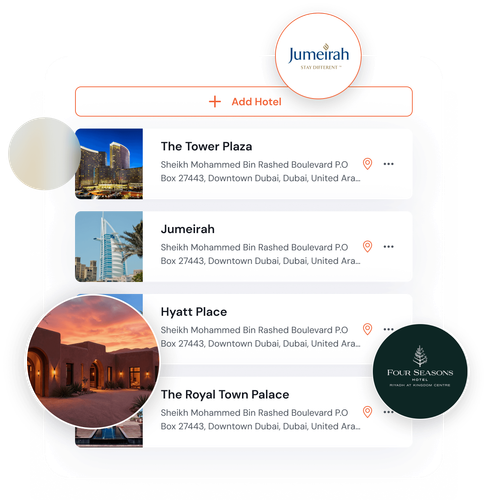 Jumeirah
STAY DIFFERENT™
+ Add Hotel
The Tower Plaza
Sheikh Mohammed Bin Rashed Boulevard P.O
Box 27443, Downtown Dubai, Dubai, United Ara...
Jumeirah
Sheikh Mohammed Bin Rashed Boulevard P.O
Box 27443, Downtown Dubai, Dubai, United Ara...
Hyatt Place
Sheikh Mohammed Bin Rashed Boulevard P.O
Box 27443, Downtown Dubai, Dubai, United Ara...
FOUR SEASONS
HOTEL
RIYADH AT KINGDOM CENTRE
The Royal Town Palace
Sheikh Mohammed Bin Rashed Boulevard P.O
Box 27443, Downtown Dubai, Dubai, United Ara...